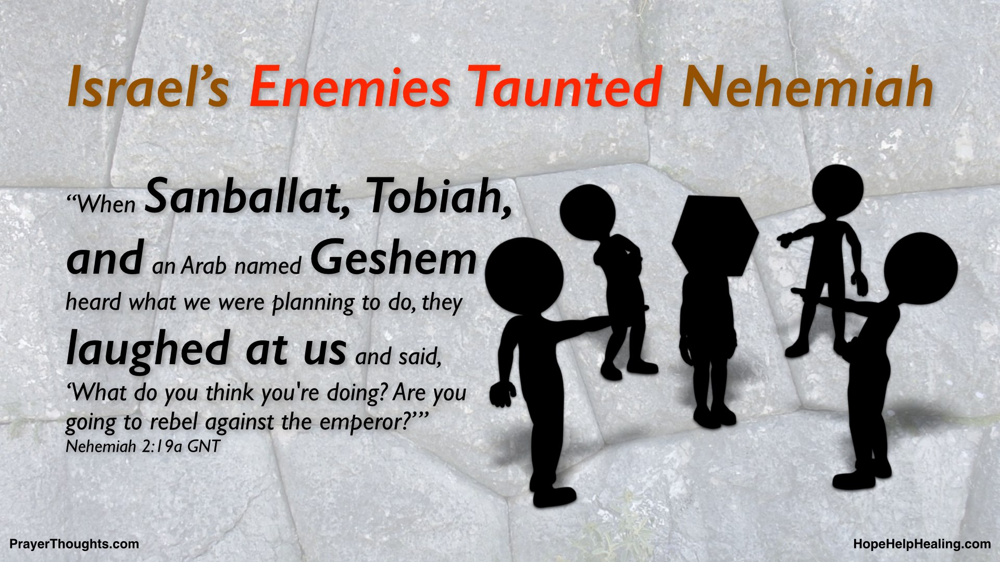 Israel’s Enemies Taunted Nehemiah
“When Sanballat, Tobiah,
and an Arab named Geshem
heard what we were planning to do, they
laughed at us and said,
‘What do you think you're doing? Are you
going to rebel against the emperor?’”
Nehemiah 2:19a GNT
PrayerThoughts.com
HopeHelpHealing.com